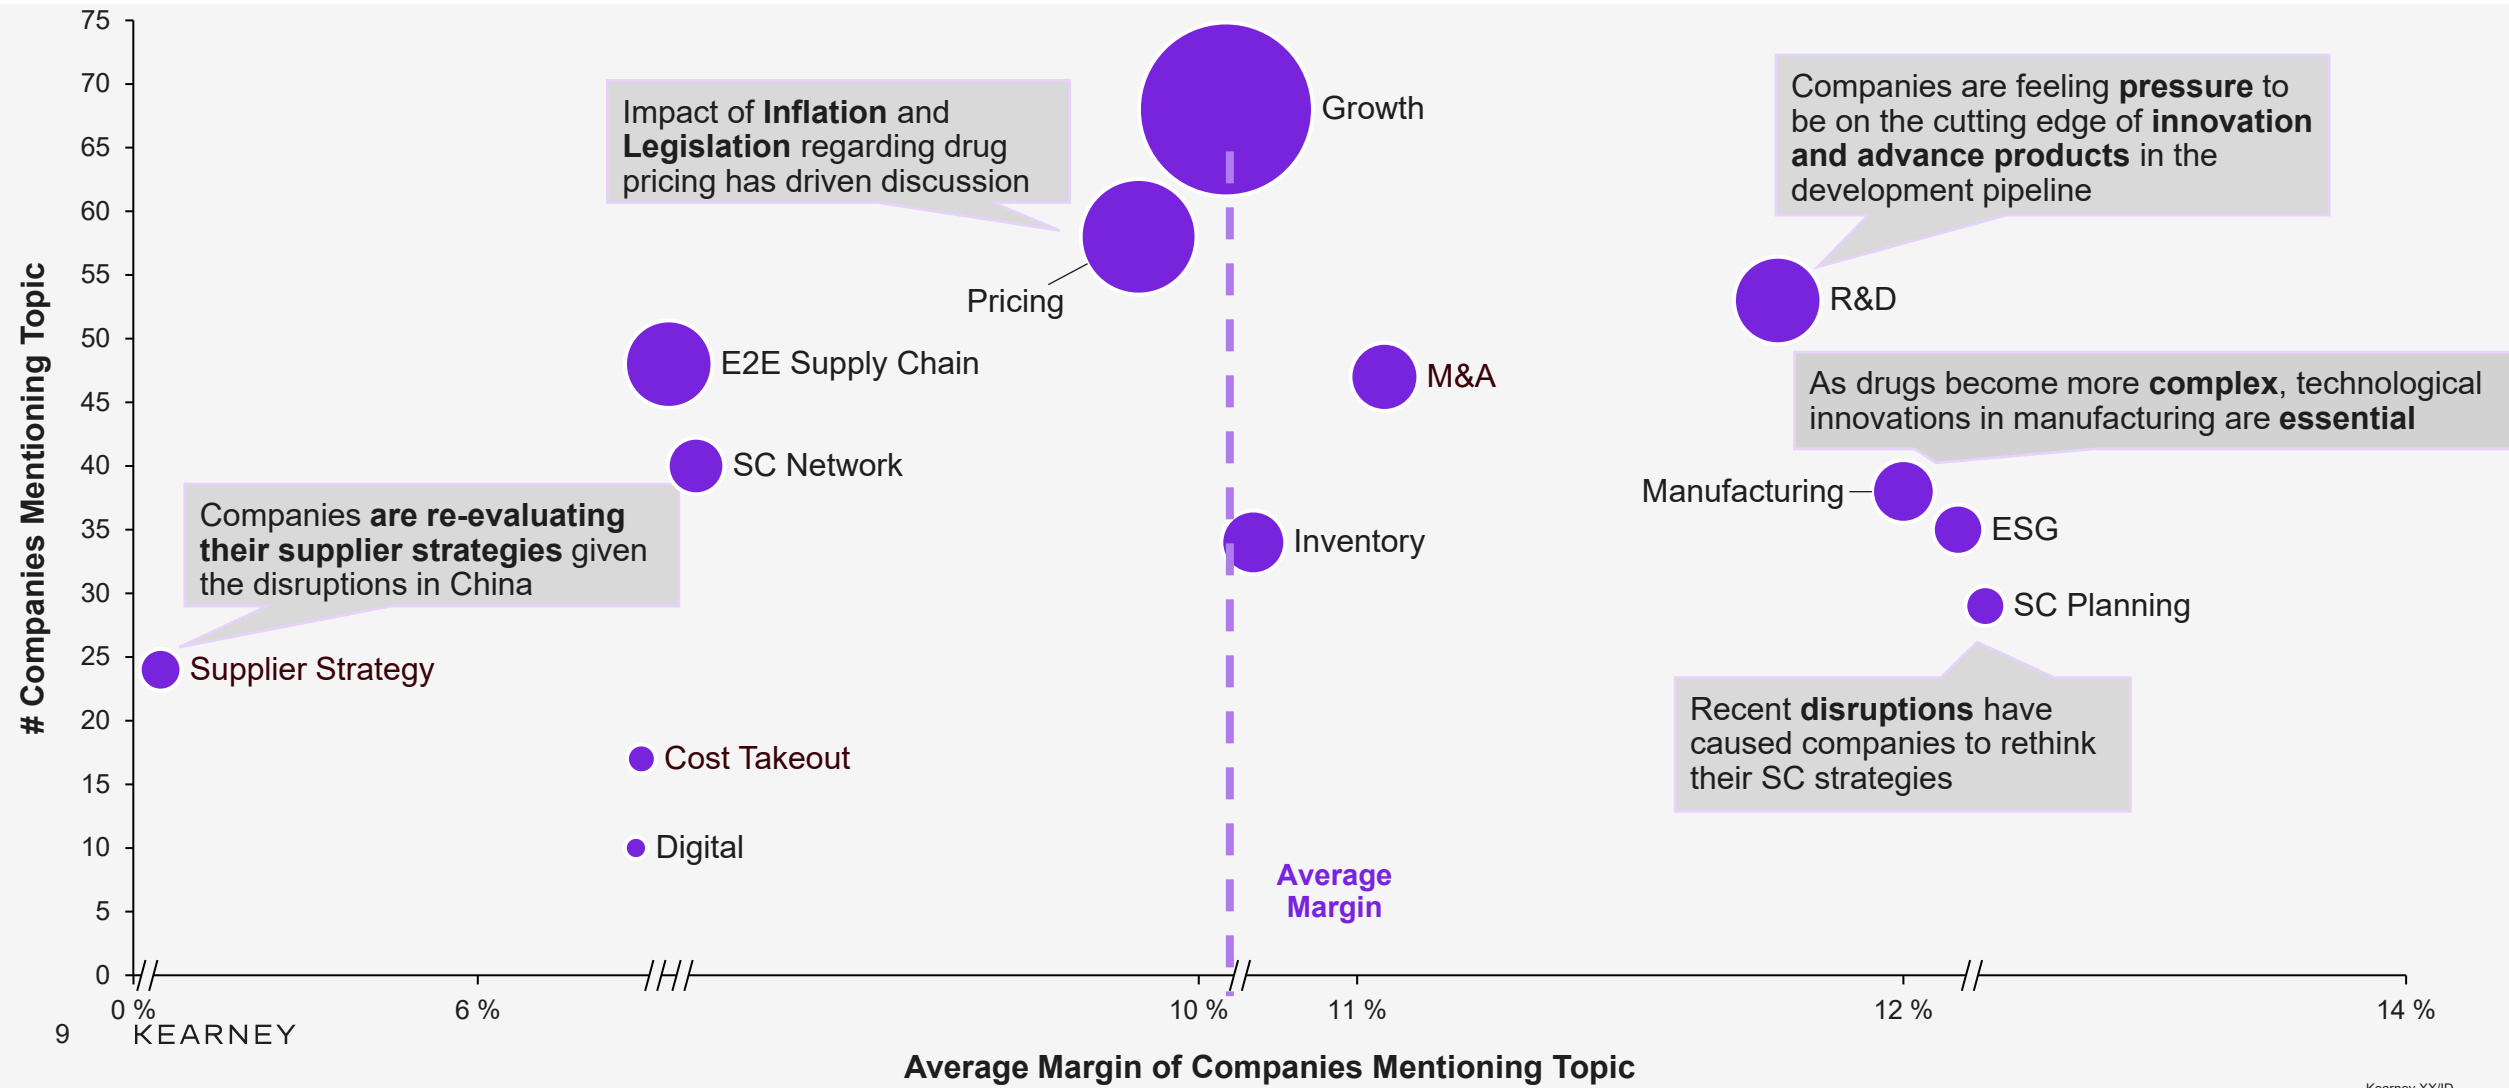 75
70
65
60
55
50
45
40
35
30
25
20
15
10
5
0
# Companies Mentioning Topic
Impact of Inflation and
Legislation regarding drug
pricing has driven discussion
Growth
Companies are feeling pressure to
be on the cutting edge of innovation
and advance products in the
development pipeline
Pricing
R&D
E2E Supply Chain
M&A
As drugs become more complex, technological
innovations in manufacturing are essential
SC Network
Manufacturing
ESG
Inventory
Companies are re-evaluating
their supplier strategies given
the disruptions in China
SC Planning
Supplier Strategy
Recent disruptions have
caused companies to rethink
their SC strategies
Cost Takeout
Digital
Average
Margin
0 %
6 %
10 %
11 %
12 %
14 %
9
KEARNEY
Average Margin of Companies Mentioning Topic
Kearney XX/ID